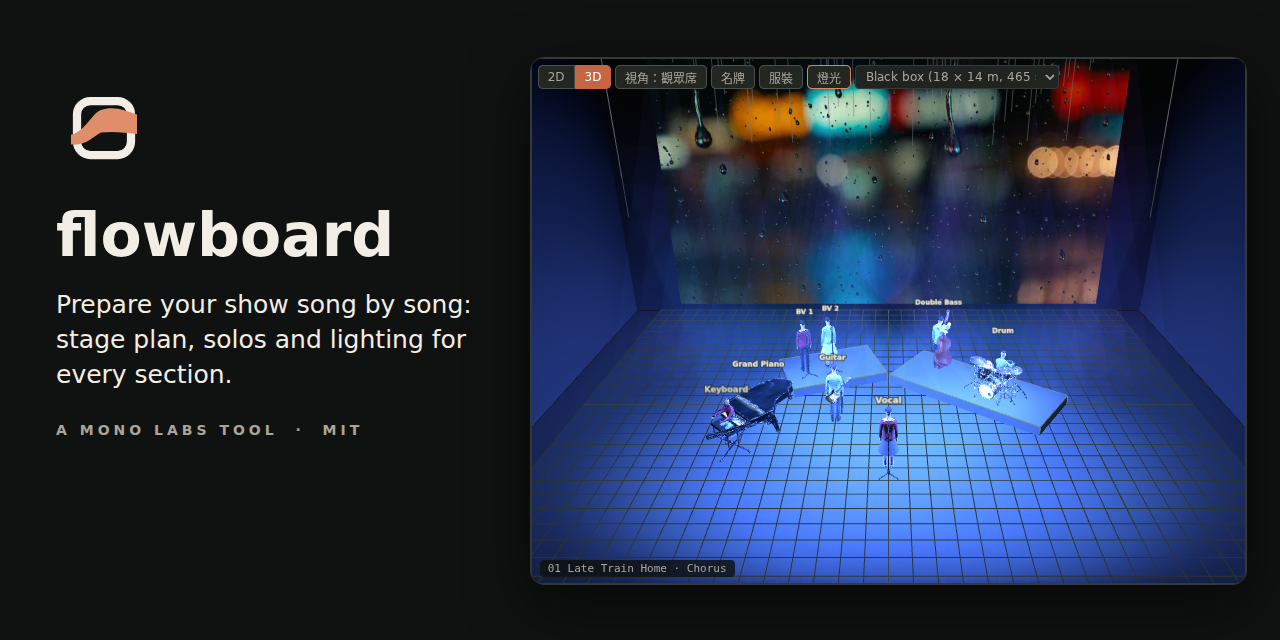 flowboard
Prepare your show song by song:
stage plan, solos and lighting for
every section.
A MONO LABS TOOL · MIT
2D 3D 視角：觀眾席 名牌 服裝 燈光 Black box (18 × 14 m, 465
Double Bass
BV 1 BV 2
Drum
Guitar
Grand Piano
Keyboard
Vocal
01 Late Train Home · Chorus